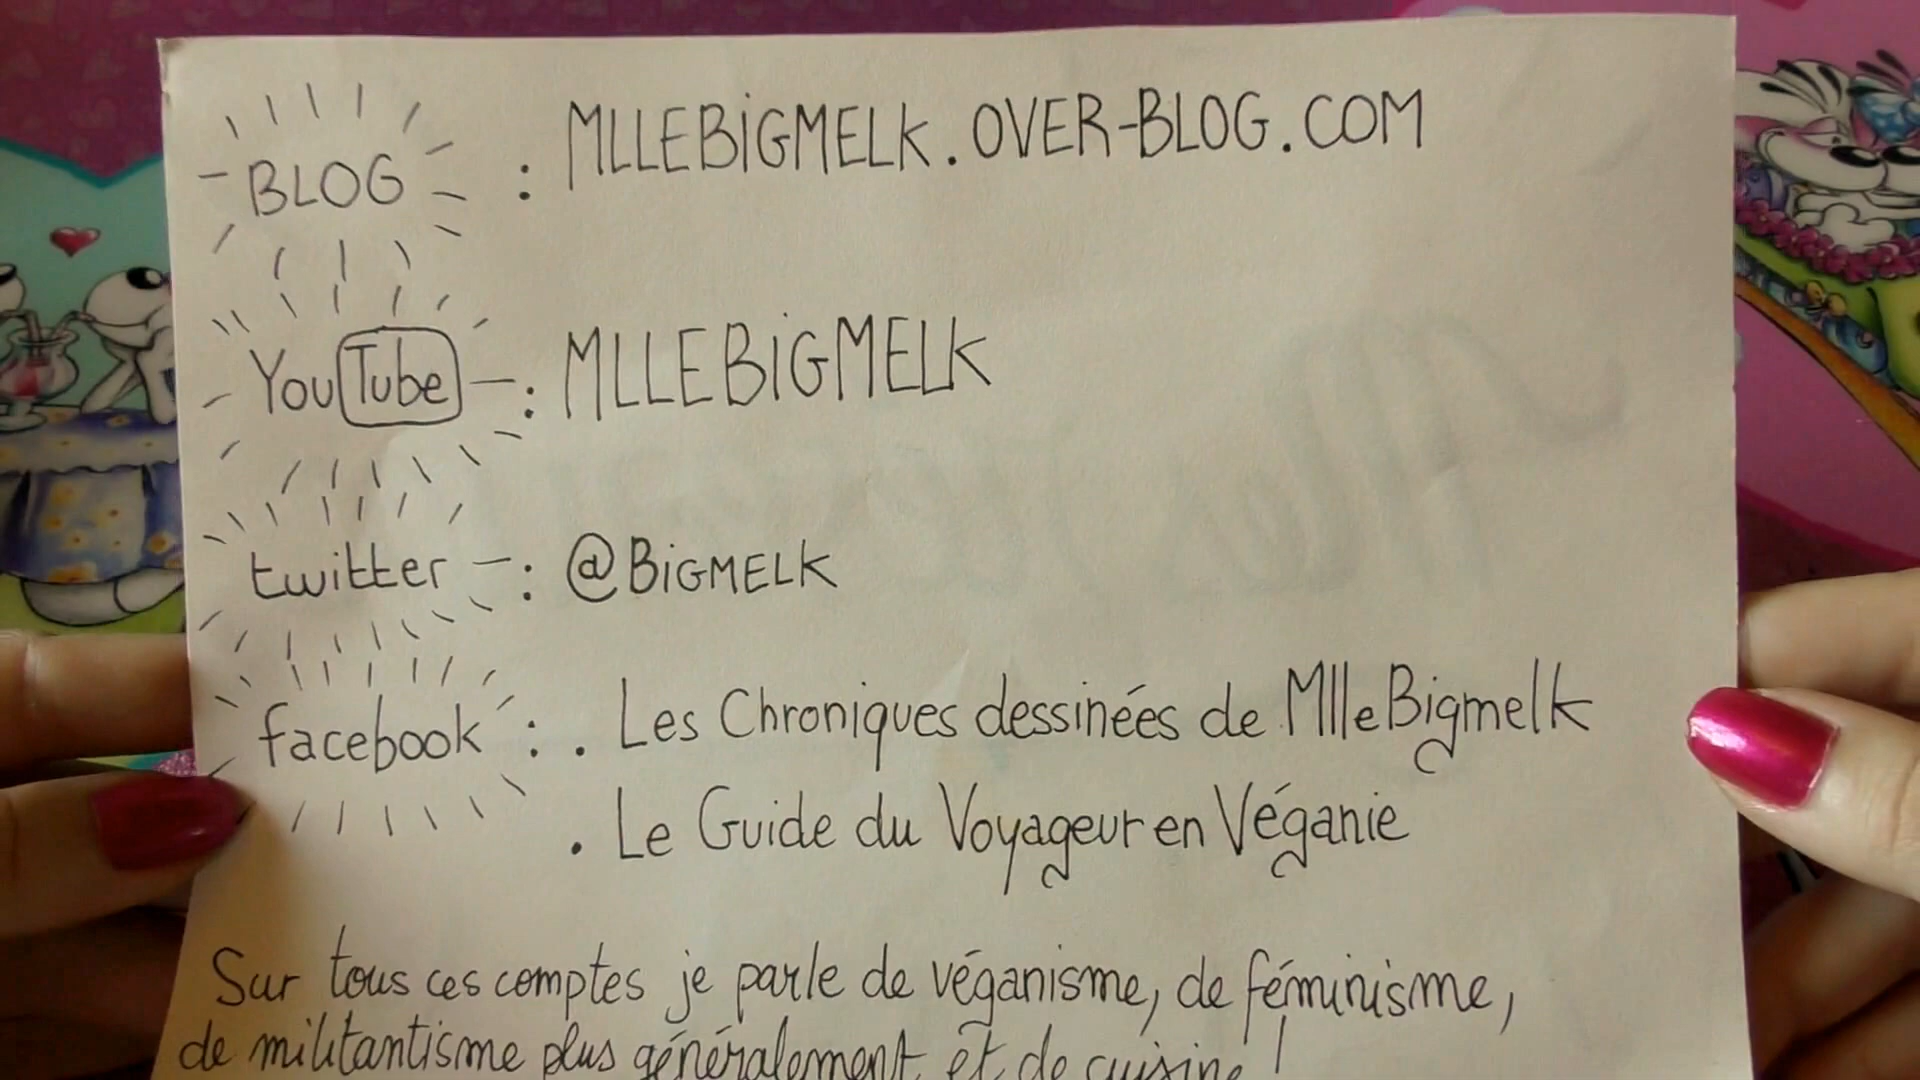 BLOG : MLLEBiGMELK.OVER-BLOG.COM
YouTube : MLLEBiGMELK
twitter : @BiGMELK
facebook : . Les Chroniques dessinées de MlleBigmelk
. Le Guide du Voyageur en Véganie
Sur tous ces comptes je parle de véganisme, de féminisme,
de militantisme plus généralement et de cuisine !